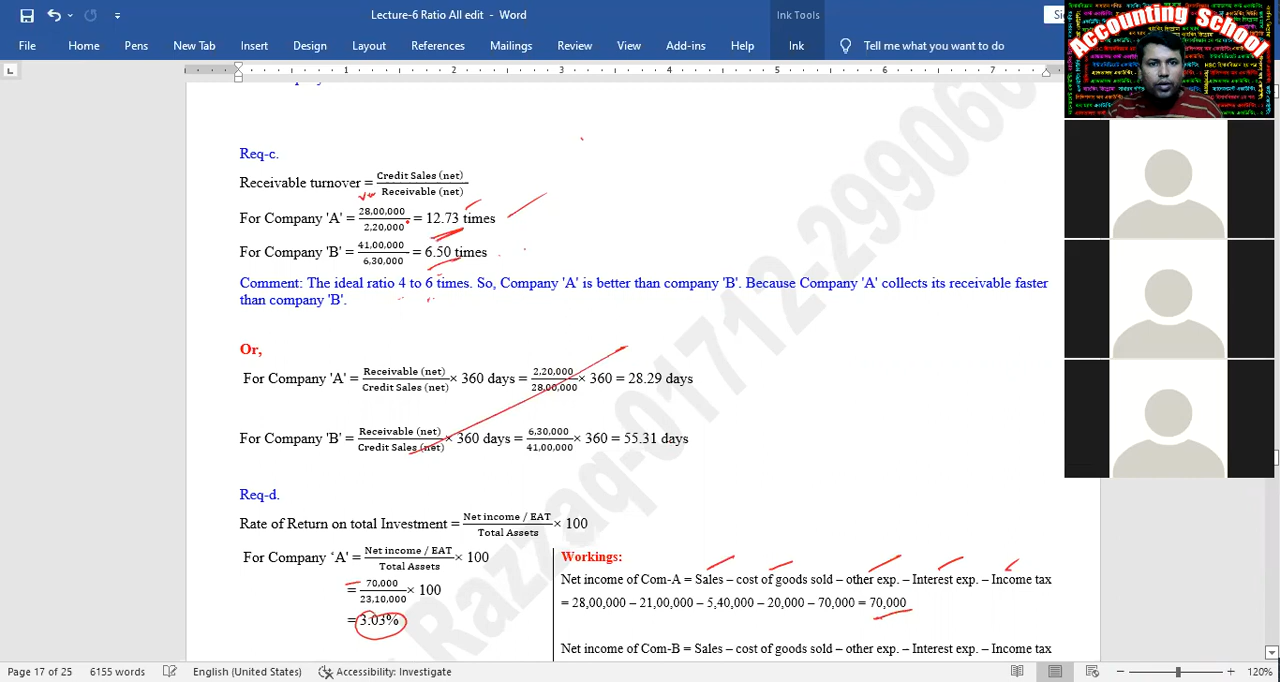 Lecture-6 Ratio All edit - Word
Ink Tools
File Home Pens New Tab Insert Design Layout References Mailings Review View Add-ins Help Ink Tell me what you want to do
Accounting School
1 2 3 4 5 6 7
Req-c.
Receivable turnover = Credit Sales (net) / Receivable (net)
For Company 'A' = 28,00,000 / 2,20,000 = 12.73 times
For Company 'B' = 41,00,000 / 6,30,000 = 6.50 times
Comment: The ideal ratio 4 to 6 times. So, Company 'A' is better than company 'B'. Because Company 'A' collects its receivable faster
than company 'B'.
Or,
For Company 'A' = Receivable (net) / Credit Sales (net) × 360 days = 2,20,000 / 28,00,000 × 360 = 28.29 days
For Company 'B' = Receivable (net) / Credit Sales (net) × 360 days = 6,30,000 / 41,00,000 × 360 = 55.31 days
Req-d.
Rate of Return on total Investment = Net income / EAT / Total Assets × 100
For Company ‘A' = Net income / EAT / Total Assets × 100
= 70,000 / 23,10,000 × 100
= 3.03%
Workings:
Net income of Com-A = Sales – cost of goods sold – other exp. – Interest exp. – Income tax
= 28,00,000 – 21,00,000 – 5,40,000 – 20,000 – 70,000 = 70,000
Net income of Com-B = Sales – cost of goods sold – other exp. – Interest exp. – Income tax
Razzaq-01712-29906
Page 17 of 25 6155 words English (United States) Accessibility: Investigate 120%